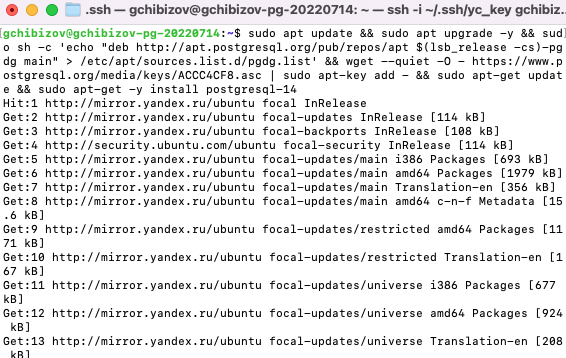 .ssh — gchibizov@gchibizov-pg-20220714: ~ — ssh -i ~/.ssh/yc_key gchibiz...
[gchibizov@gchibizov-pg-20220714:~$ sudo apt update && sudo apt upgrade -y && sud]
o sh -c 'echo "deb http://apt.postgresql.org/pub/repos/apt $(lsb_release -cs)-pg
dg main" > /etc/apt/sources.list.d/pgdg.list' && wget --quiet -O - https://www.p
ostgresql.org/media/keys/ACCC4CF8.asc | sudo apt-key add - && sudo apt-get updat
e && sudo apt-get -y install postgresql-14
Hit:1 http://mirror.yandex.ru/ubuntu focal InRelease
Get:2 http://mirror.yandex.ru/ubuntu focal-updates InRelease [114 kB]
Get:3 http://mirror.yandex.ru/ubuntu focal-backports InRelease [108 kB]
Get:4 http://security.ubuntu.com/ubuntu focal-security InRelease [114 kB]
Get:5 http://mirror.yandex.ru/ubuntu focal-updates/main i386 Packages [693 kB]
Get:6 http://mirror.yandex.ru/ubuntu focal-updates/main amd64 Packages [1979 kB]
Get:7 http://mirror.yandex.ru/ubuntu focal-updates/main Translation-en [356 kB]
Get:8 http://mirror.yandex.ru/ubuntu focal-updates/main amd64 c-n-f Metadata [15
.6 kB]
Get:9 http://mirror.yandex.ru/ubuntu focal-updates/restricted amd64 Packages [11
71 kB]
Get:10 http://mirror.yandex.ru/ubuntu focal-updates/restricted Translation-en [1
67 kB]
Get:11 http://mirror.yandex.ru/ubuntu focal-updates/universe i386 Packages [677
kB]
Get:12 http://mirror.yandex.ru/ubuntu focal-updates/universe amd64 Packages [924
kB]
Get:13 http://mirror.yandex.ru/ubuntu focal-updates/universe Translation-en [208
kB]